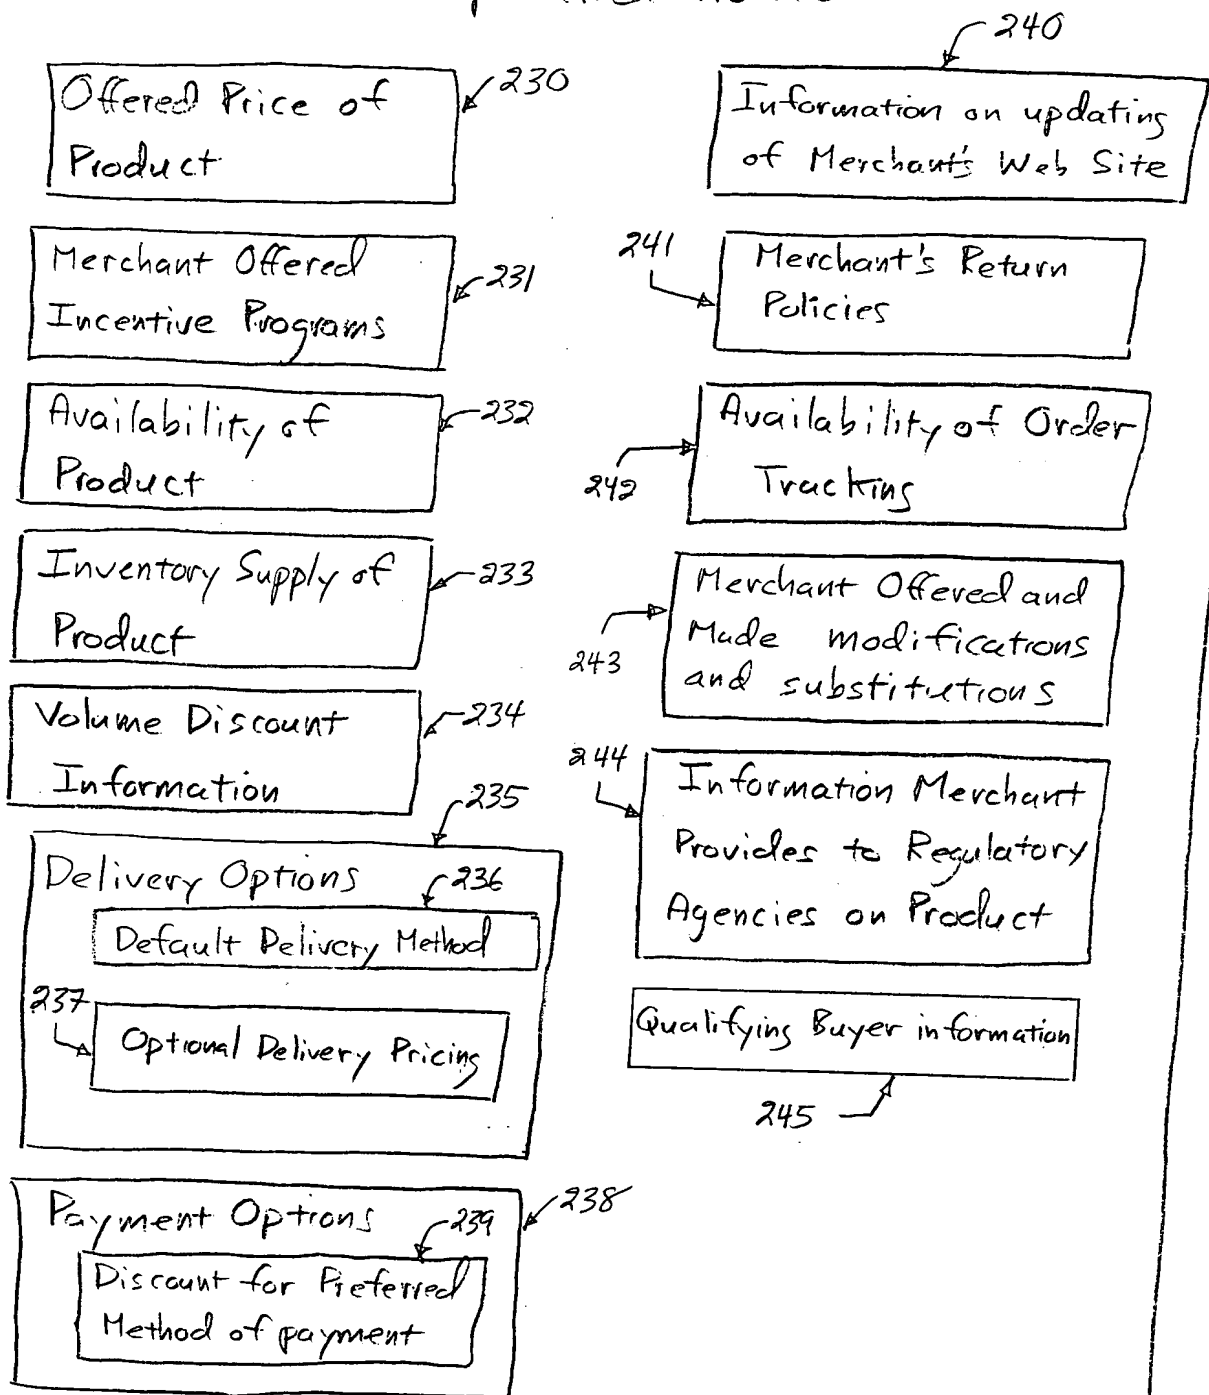 230
Offered Price of
Product
231
Merchant Offered
Incentive Programs
232
Availability of
Product
233
Inventory Supply of
Product
234
Volume Discount
Information
235
Delivery Options
236
Default Delivery Method
237
Optional Delivery Pricing
238
Payment Options
239
Discount for Preferred
Method of payment
240
Information on updating
of Merchant's Web Site
241
Merchant's Return
Policies
242
Availability of Order
Tracking
243
Merchant Offered and
Made modifications
and substitutions
244
Information Merchant
Provides to Regulatory
Agencies on Product
Qualifying Buyer information
245